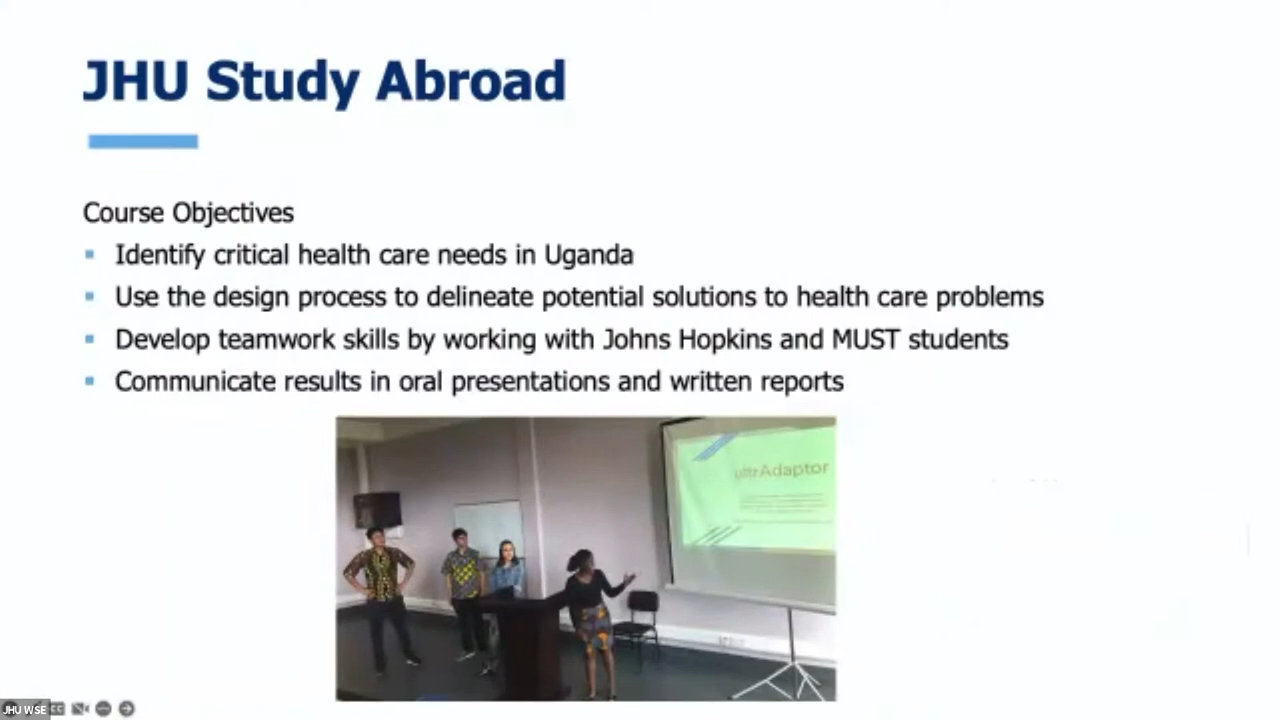 JHU Study Abroad
Course Objectives
Identify critical health care needs in Uganda
Use the design process to delineate potential solutions to health care problems
Develop teamwork skills by working with Johns Hopkins and MUST students
Communicate results in oral presentations and written reports
ultrAdaptor
JHU WSE
CC